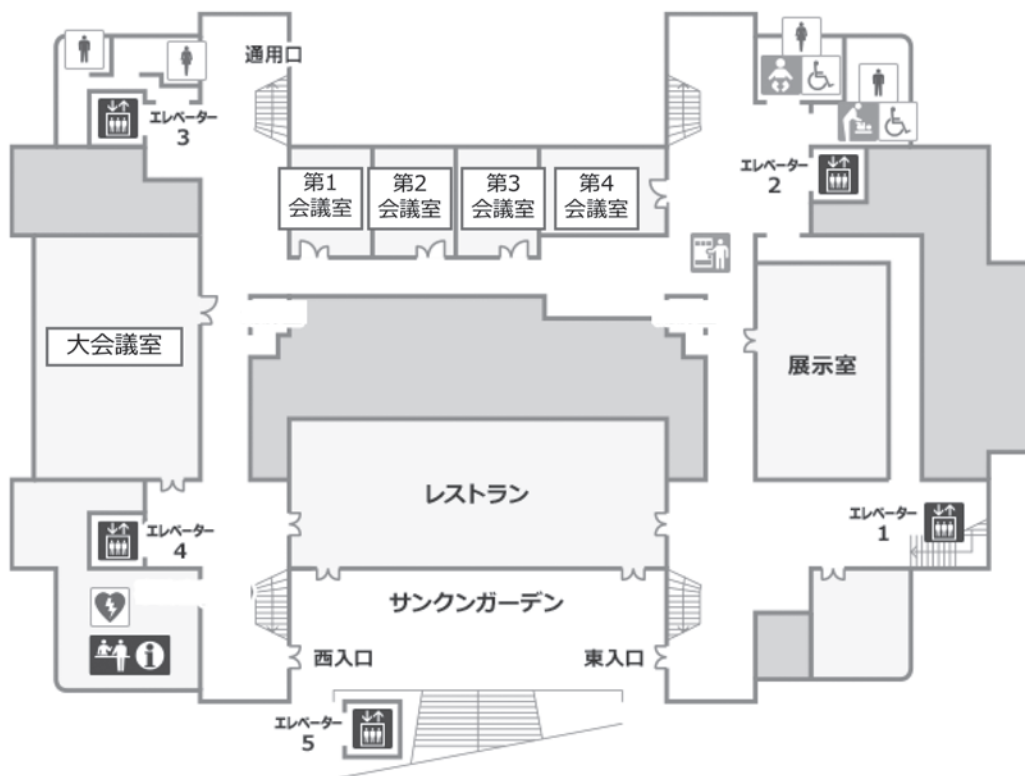 通用口
エレベーター
3
エレベーター
2
第1
会議室
第2
会議室
第3
会議室
第4
会議室
大会議室
展示室
レストラン
エレベーター
4
エレベーター
1
サンクンガーデン
西入口
東入口
エレベーター
5